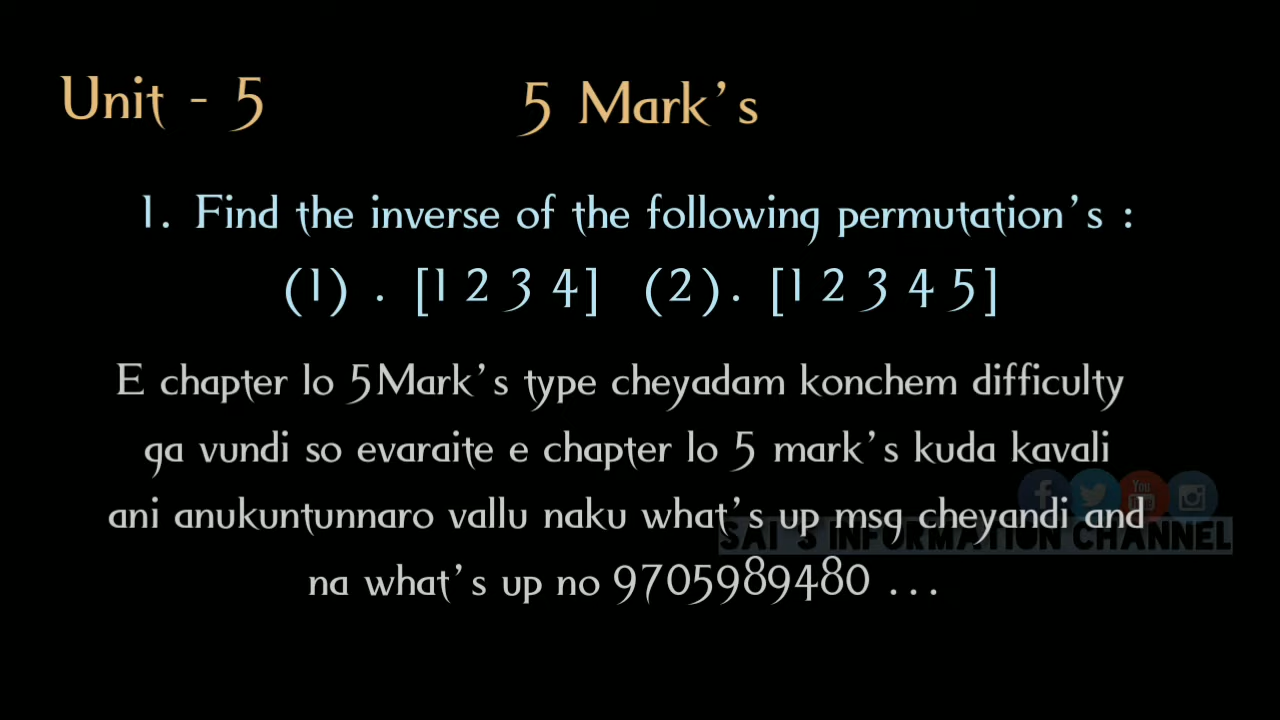 Unit - 5
5 Mark's
1. Find the inverse of the following permutation's :
(1) . [1 2 3 4] (2). [1 2 3 4 5]
E chapter lo 5Mark's type cheyadam konchem difficulty
ga vundi so evaraite e chapter lo 5 mark's kuda kavali
ani anukuntunnaro vallu naku what's up msg cheyandi and
SAI'S INFORMATION CHANNEL
na what's up no 9705989480 ...